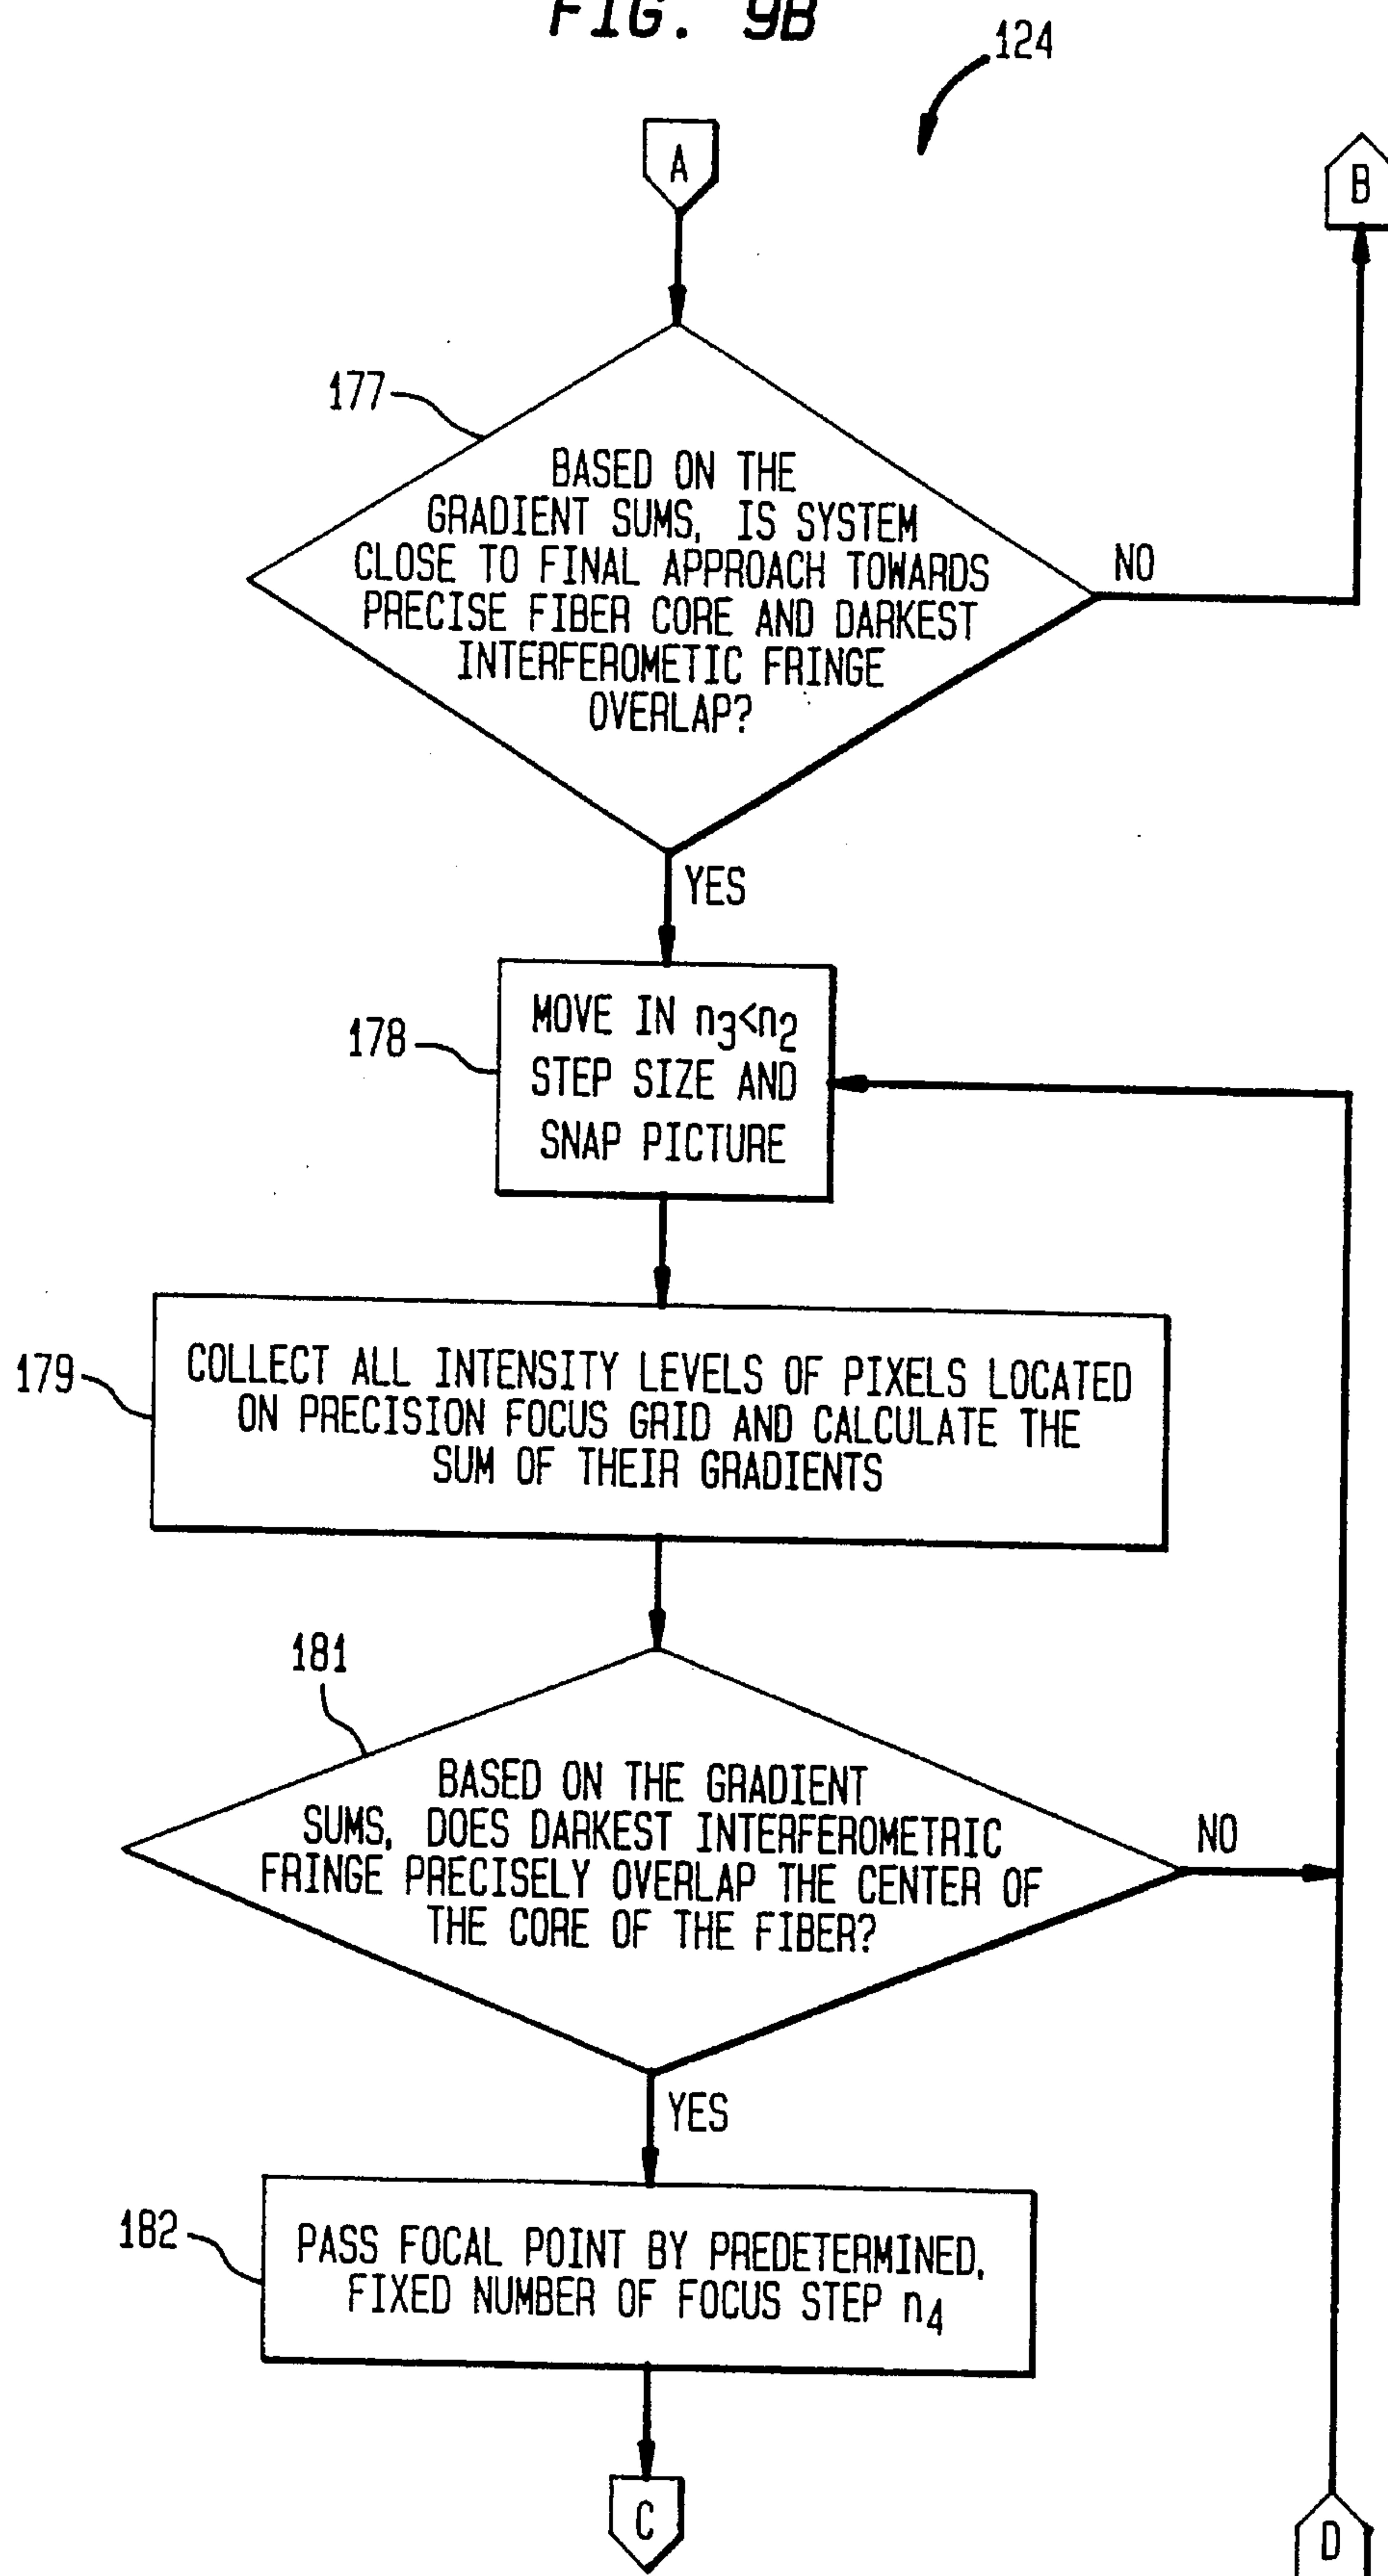 FIG. 9B
124
A
B
177
BASED ON THE
GRADIENT SUMS, IS SYSTEM
CLOSE TO FINAL APPROACH TOWARDS
PRECISE FIBER CORE AND DARKEST
INTERFEROMETIC FRINGE
OVERLAP?
NO
YES
178
MOVE IN n3<n2
STEP SIZE AND
SNAP PICTURE
179
COLLECT ALL INTENSITY LEVELS OF PIXELS LOCATED
ON PRECISION FOCUS GRID AND CALCULATE THE
SUM OF THEIR GRADIENTS
181
BASED ON THE GRADIENT
SUMS, DOES DARKEST INTERFEROMETRIC
FRINGE PRECISELY OVERLAP THE CENTER OF
THE CORE OF THE FIBER?
NO
YES
182
PASS FOCAL POINT BY PREDETERMINED,
FIXED NUMBER OF FOCUS STEP n4
C
D